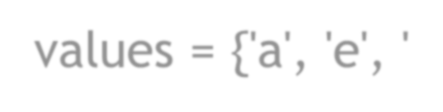 values = {'a', 'e', '